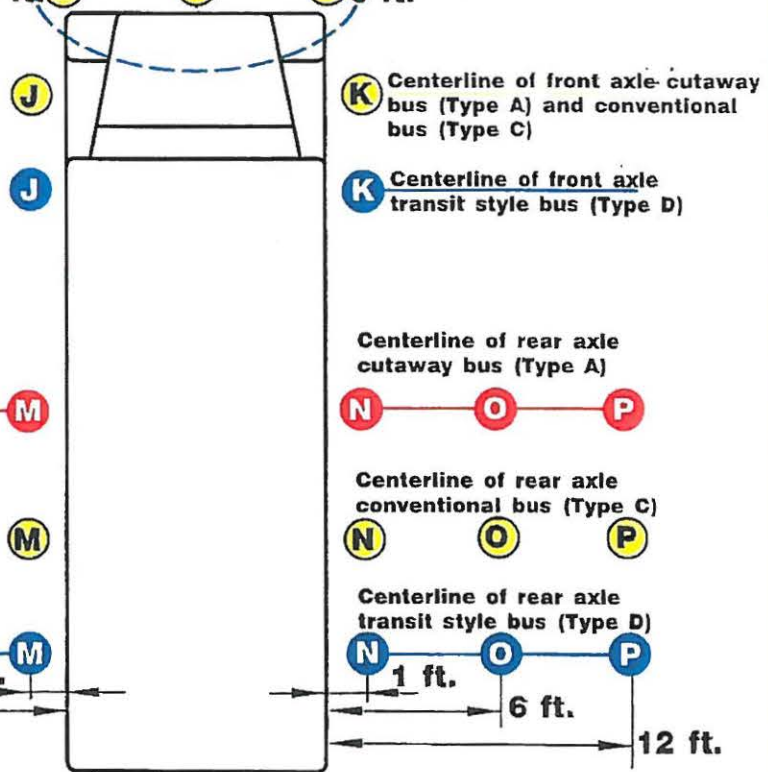 ft.
J
K Centerline of front axle- cutaway
bus (Type A) and conventional
bus (Type C)
J
K Centerline of front axle
transit style bus (Type D)
Centerline of rear axle
cutaway bus (Type A)
M
N O P
Centerline of rear axle
conventional bus (Type C)
M
N O P
Centerline of rear axle
transit style bus (Type D)
M
N O P
1 ft.
6 ft.
12 ft.